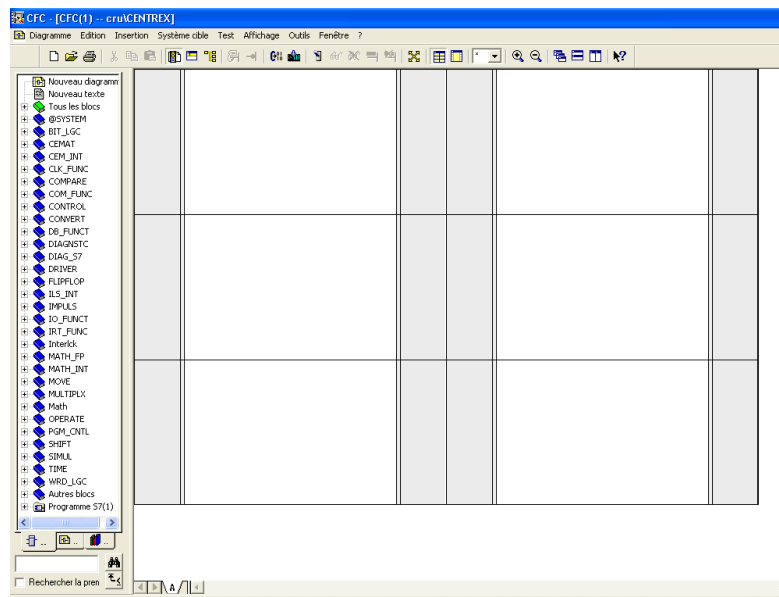 CFC - [CFC(1) -- cru\CENTREX]
Diagramme Edition Insertion Système cible Test Affichage Outils Fenêtre ?
Nouveau diagramm
Nouveau texte
Tous les blocs
@SYSTEM
BIT_LGC
CEMAT
CEM_INT
CLK_FUNC
COMPARE
COM_FUNC
CONTROL
CONVERT
DB_FUNCT
DIAGNSTC
DIAG_S7
DRIVER
FLIPFLOP
ILS_INT
IMPULS
IO_FUNCT
IRT_FUNC
Interlck
MATH_FP
MATH_INT
MOVE
MULTIPLX
Math
OPERATE
PGM_CNTL
SHIFT
SIMUL
TIME
WRD_LGC
Autres blocs
Programme S7(1)
Rechercher la pren
A